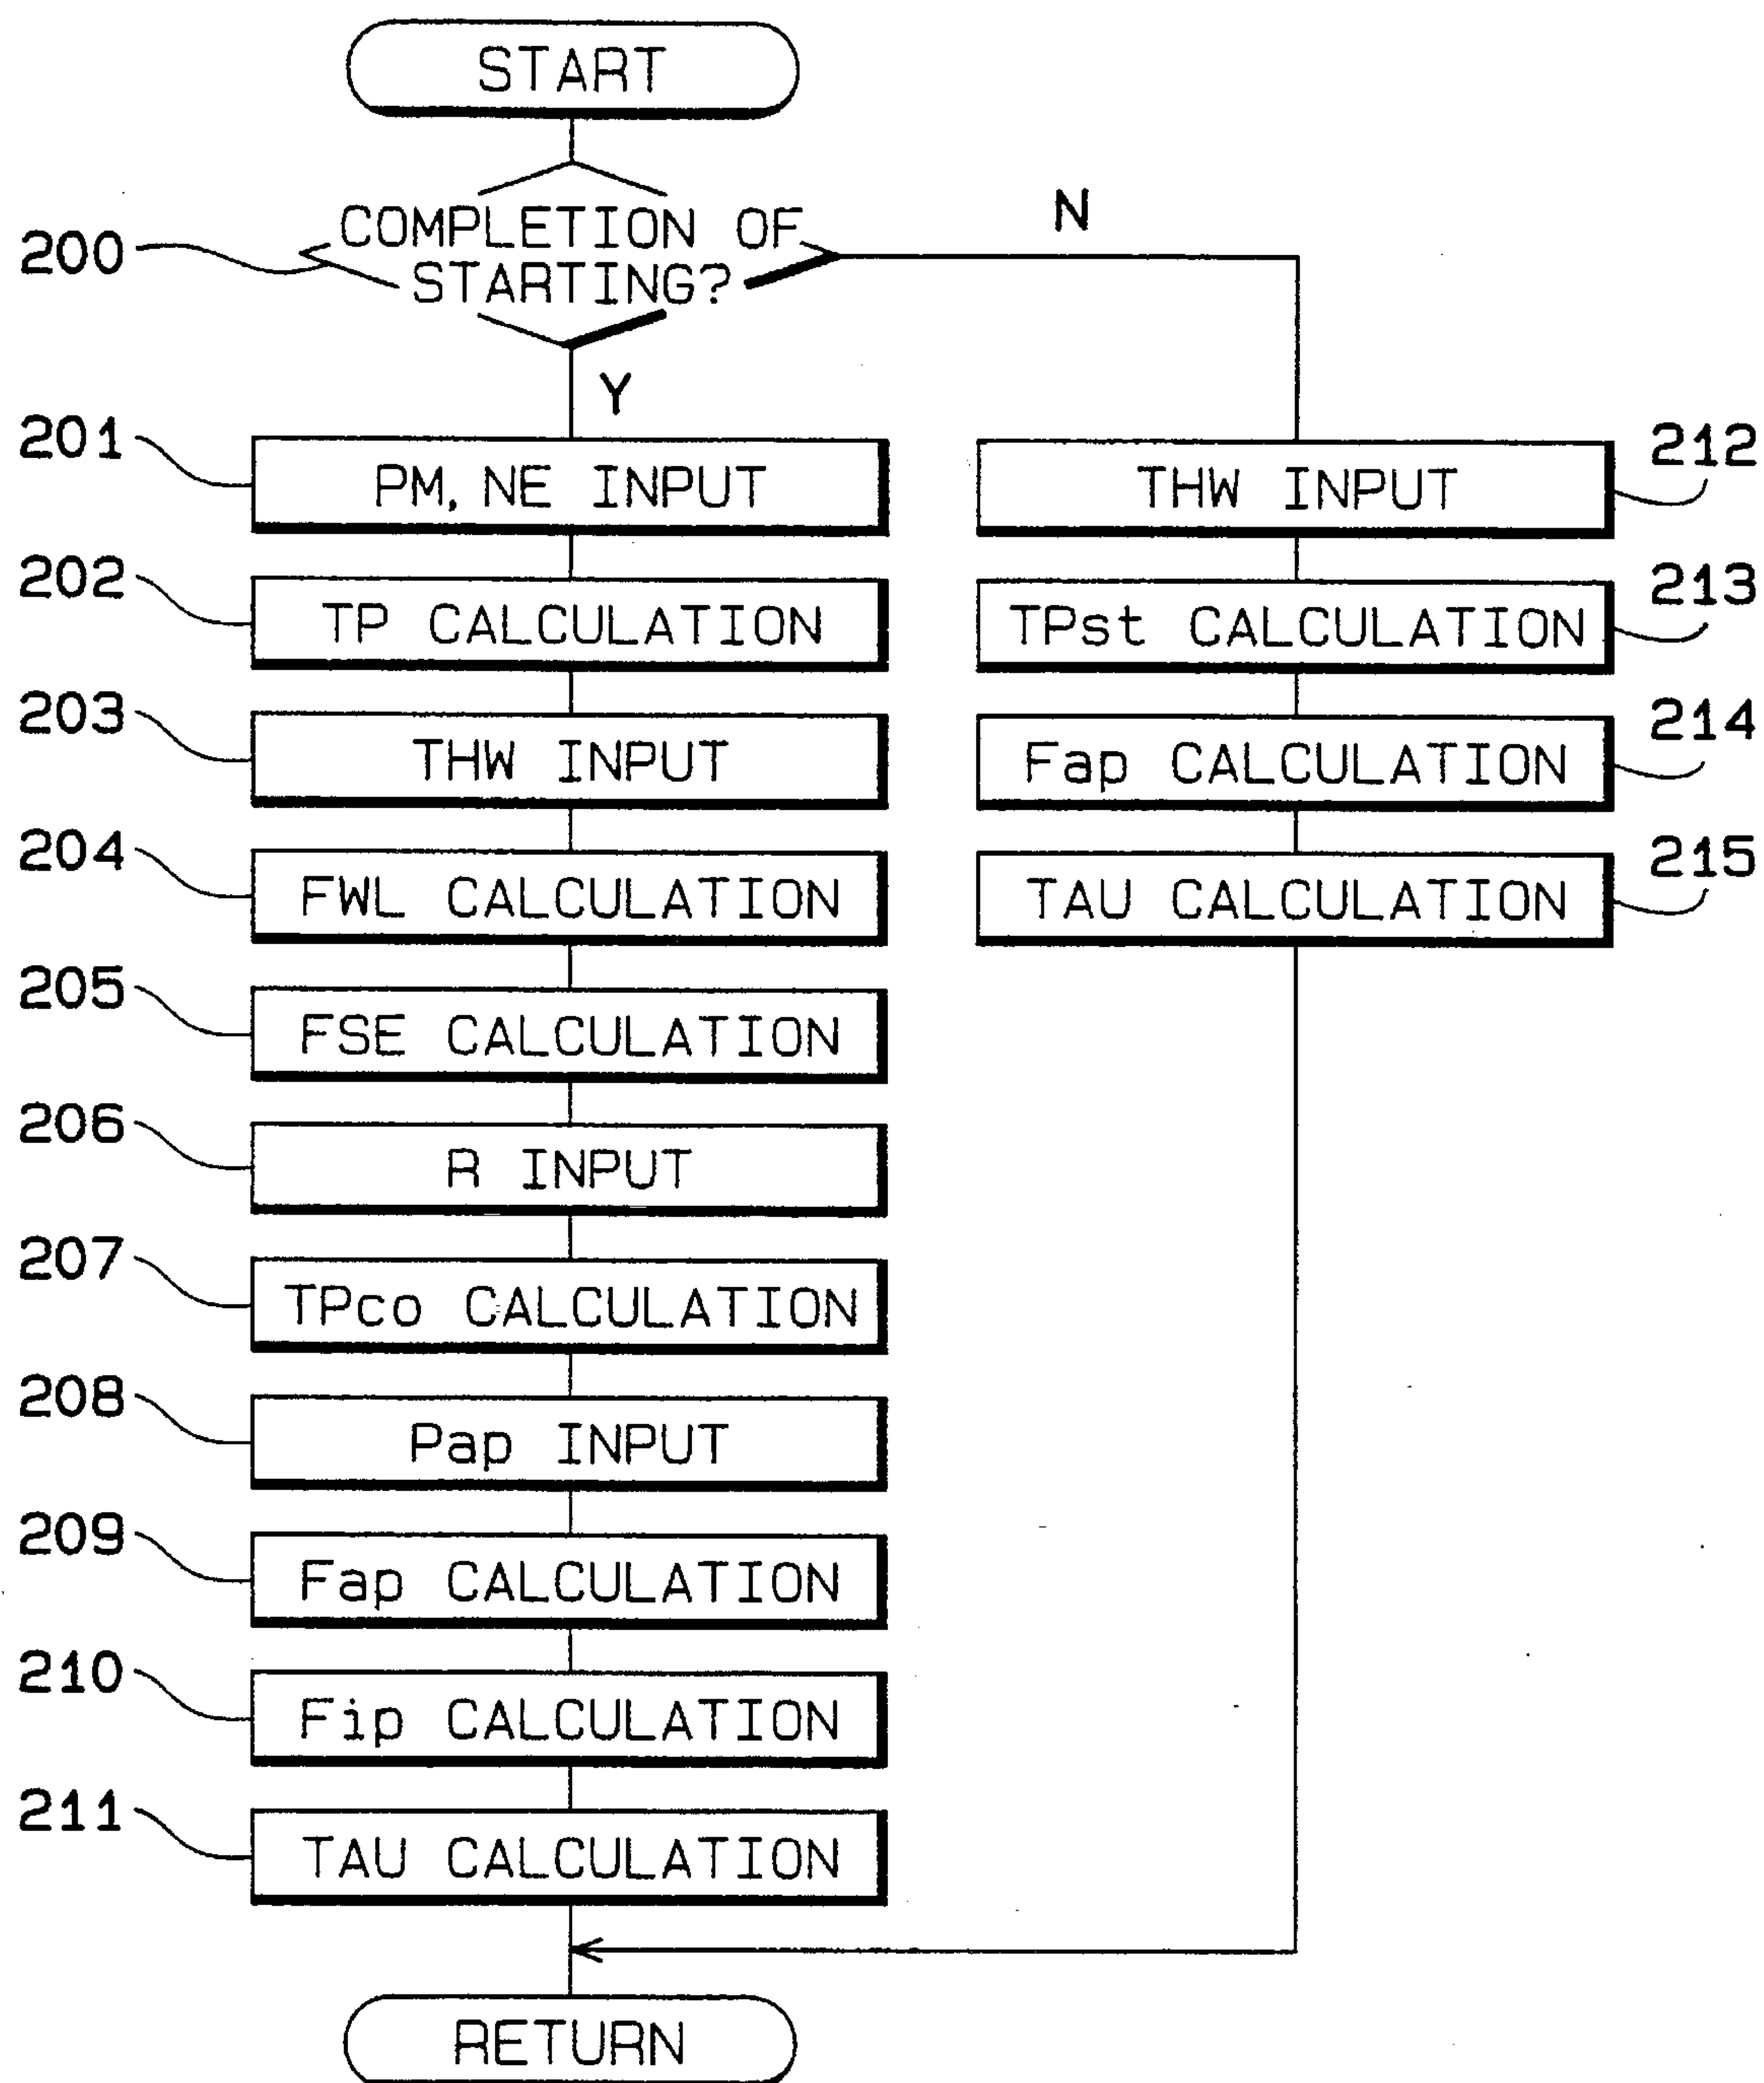 START
200
COMPLETION OF
STARTING?
N
Y
201
PM, NE INPUT
202
TP CALCULATION
203
THW INPUT
204
FWL CALCULATION
205
FSE CALCULATION
206
R INPUT
207
TPco CALCULATION
208
Pap INPUT
209
Fap CALCULATION
210
Fip CALCULATION
211
TAU CALCULATION
212
THW INPUT
213
TPst CALCULATION
214
Fap CALCULATION
215
TAU CALCULATION
RETURN